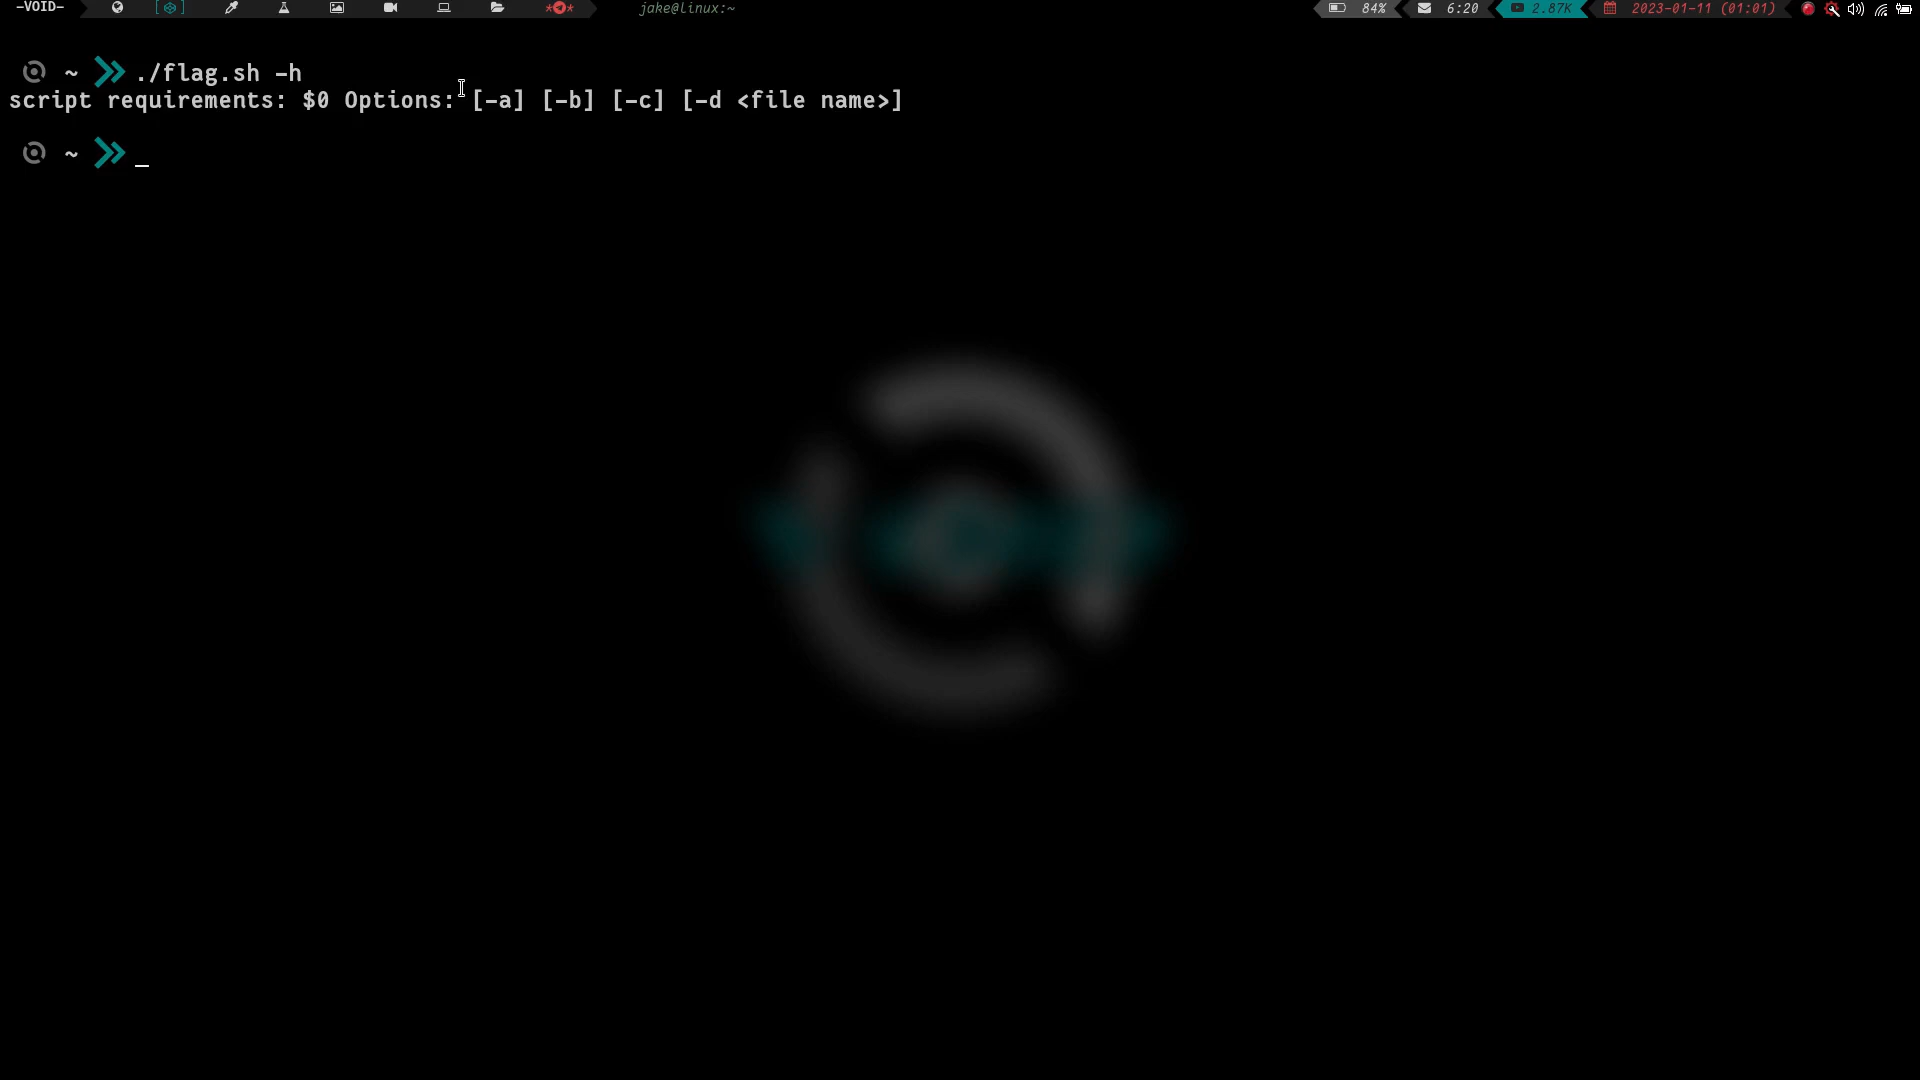 -VOID- [ ] * * jake@linux:~ 84% 6:20 2.87K 2023-01-11 (01:01)
~ ./flag.sh -h
script requirements: $0 Options: [-a] [-b] [-c] [-d <file name>]
~ _